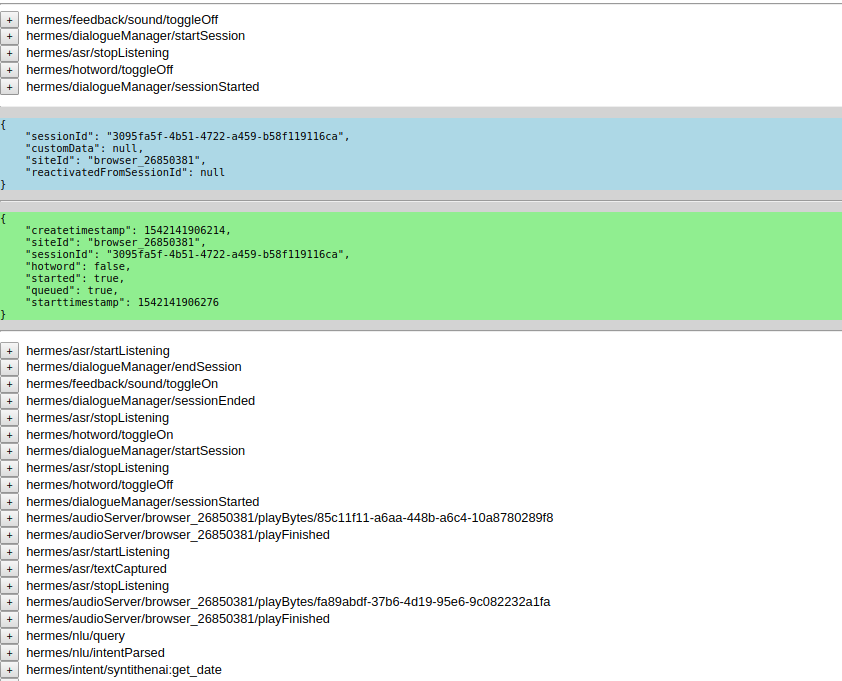 + hermes/feedback/sound/toggleOff
+ hermes/dialogueManager/startSession
+ hermes/asr/stopListening
+ hermes/hotword/toggleOff
+ hermes/dialogueManager/sessionStarted
{
    "sessionId": "3095fa5f-4b51-4722-a459-b58f119116ca",
    "customData": null,
    "siteId": "browser_26850381",
    "reactivatedFromSessionId": null
}
{
    "createtimestamp": 1542141906214,
    "siteId": "browser_26850381",
    "sessionId": "3095fa5f-4b51-4722-a459-b58f119116ca",
    "hotword": false,
    "started": true,
    "queued": true,
    "starttimestamp": 1542141906276
}
+ hermes/asr/startListening
+ hermes/dialogueManager/endSession
+ hermes/feedback/sound/toggleOn
+ hermes/dialogueManager/sessionEnded
+ hermes/asr/stopListening
+ hermes/hotword/toggleOn
+ hermes/dialogueManager/startSession
+ hermes/asr/stopListening
+ hermes/hotword/toggleOff
+ hermes/dialogueManager/sessionStarted
+ hermes/audioServer/browser_26850381/playBytes/85c11f11-a6aa-448b-a6c4-10a8780289f8
+ hermes/audioServer/browser_26850381/playFinished
+ hermes/asr/startListening
+ hermes/asr/textCaptured
+ hermes/asr/stopListening
+ hermes/audioServer/browser_26850381/playBytes/fa89abdf-37b6-4d19-95e6-9c082232a1fa
+ hermes/audioServer/browser_26850381/playFinished
+ hermes/nlu/query
+ hermes/nlu/intentParsed
+ hermes/intent/syntithenai:get_date